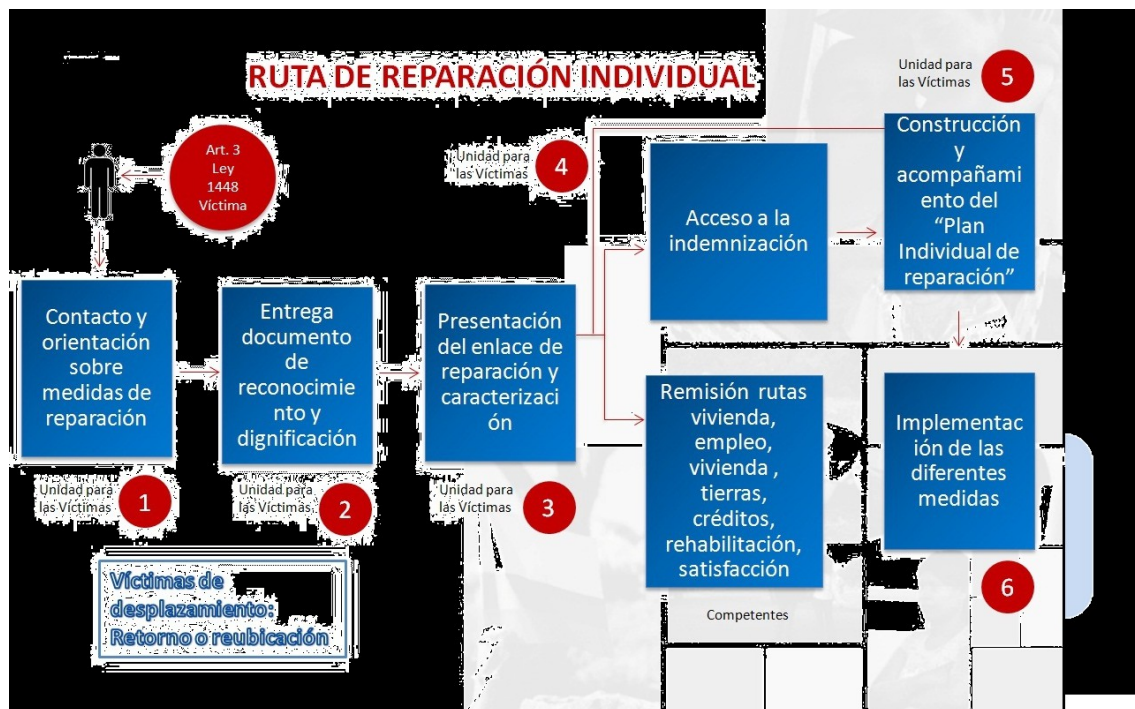 RUTA DE REPARACIÓN INDIVIDUAL
Art. 3
Ley
1448
Víctima
Contacto y
orientación
sobre
medidas de
reparación
Unidad para
las Víctimas
1
Entrega
documento
de
reconocimie
nto y
dignificación
Unidad para
las Víctimas
2
Presentación
del enlace de
reparación y
caracterizaci
ón
Unidad para
las Víctimas
3
Unidad para
las Víctimas
4
Acceso a la
indemnización
Remisión rutas
vivienda,
empleo,
vivienda ,
tierras,
créditos,
rehabilitación,
satisfacción
Competentes
Unidad para
las Víctimas
5
Construcción
y
acompañami
ento del
“Plan
Individual de
reparación”
Implementac
ión de las
diferentes
medidas
6
Víctimas de
desplazamiento:
Retorno o reubicación